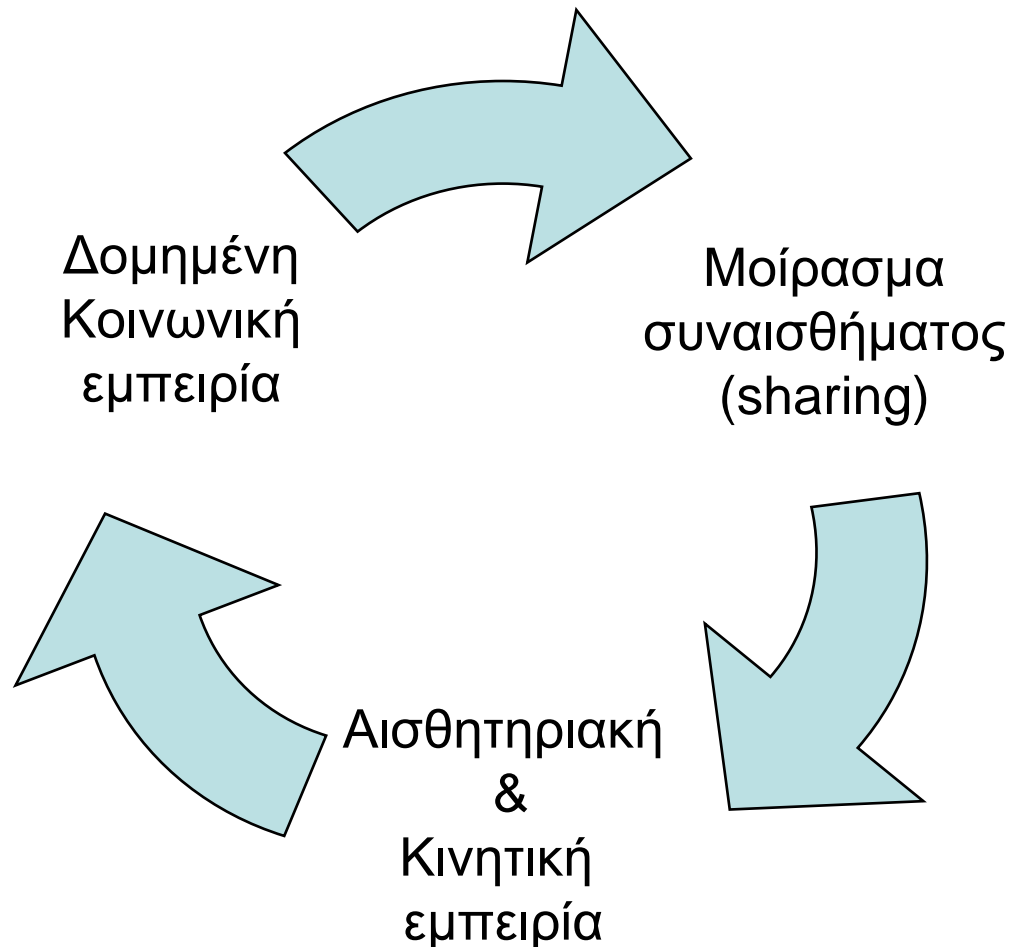 Δομημένη
Κοινωνική
εμπειρία
Μοίρασμα
συναισθήματος
(sharing)
Αισθητηριακή
&
Κινητική
εμπειρία